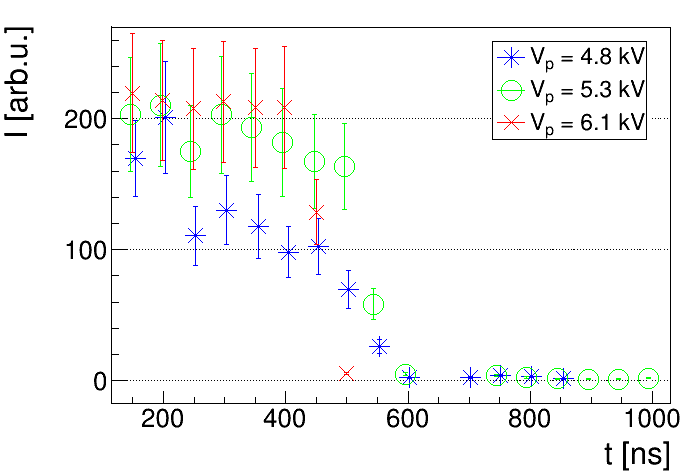 I [arb.u.]
200
100
0
V_p = 4.8 kV
V_p = 5.3 kV
V_p = 6.1 kV
200 400 600 800 1000
t [ns]